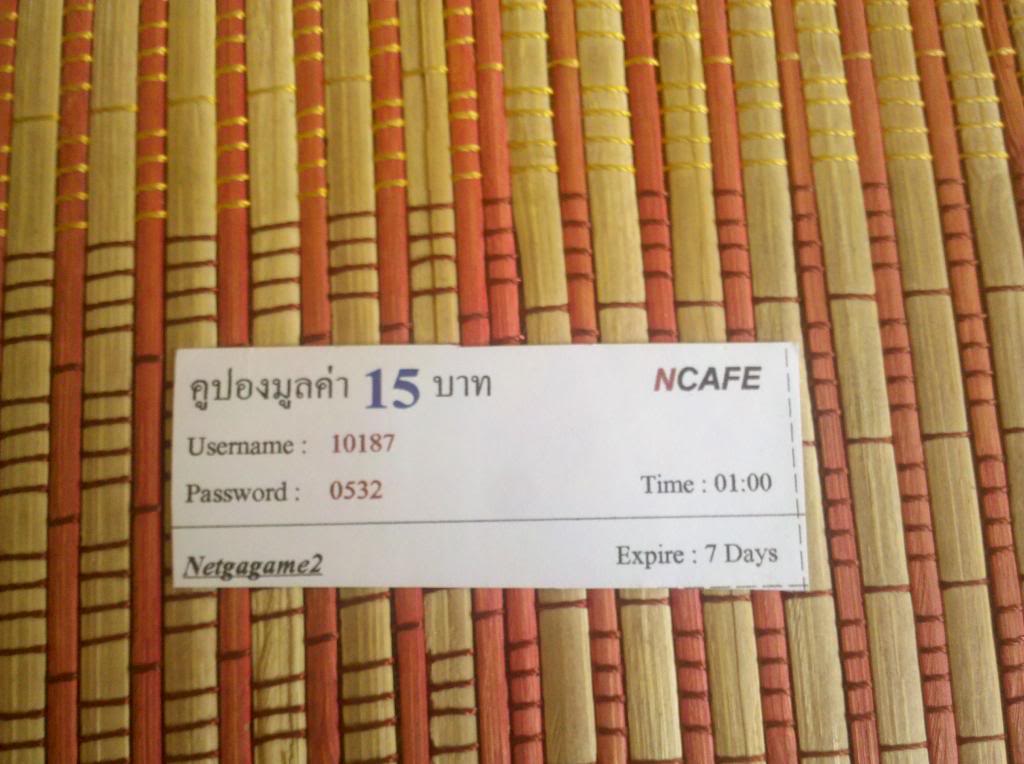 คูปองมูลค่า 15 บาท NCAFE
Username : 10187
Password : 0532 Time : 01:00
Netgagame2 Expire : 7 Days